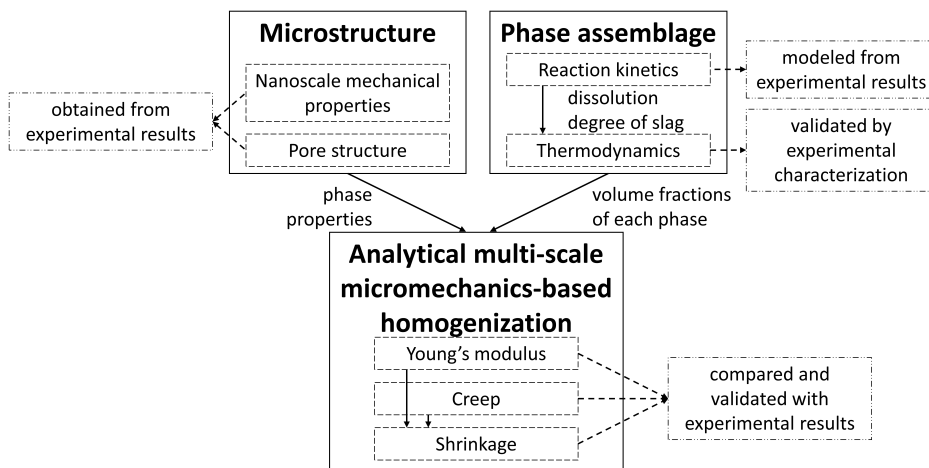 Microstructure
Nanoscale mechanical
properties
Pore structure
obtained from
experimental results
Phase assemblage
Reaction kinetics
dissolution
degree of slag
Thermodynamics
modeled from
experimental results
validated by
experimental
characterization
phase
properties
volume fractions
of each phase
Analytical multi-scale
micromechanics-based
homogenization
Young's modulus
Creep
Shrinkage
compared and
validated with
experimental results